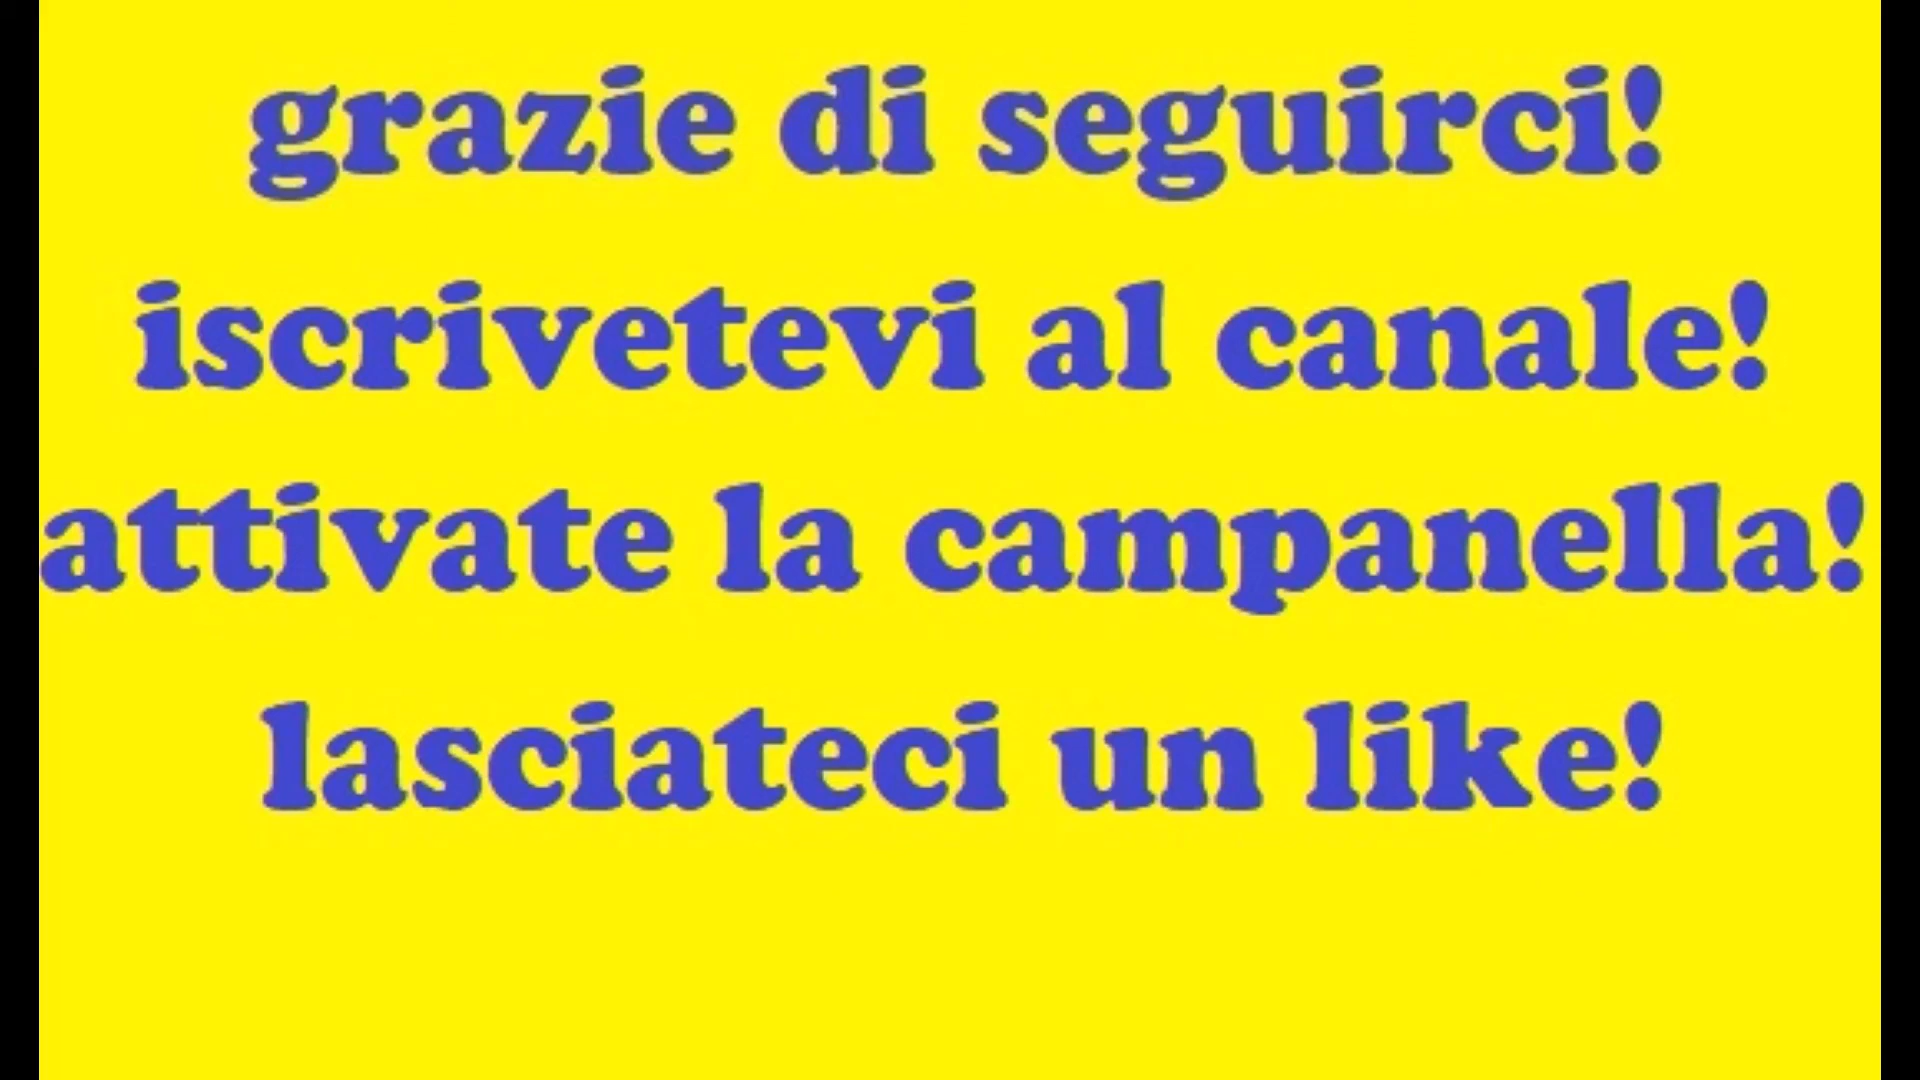 grazie di seguirci!
iscrivetevi al canale!
attivate la campanella!
lasciateci un like!